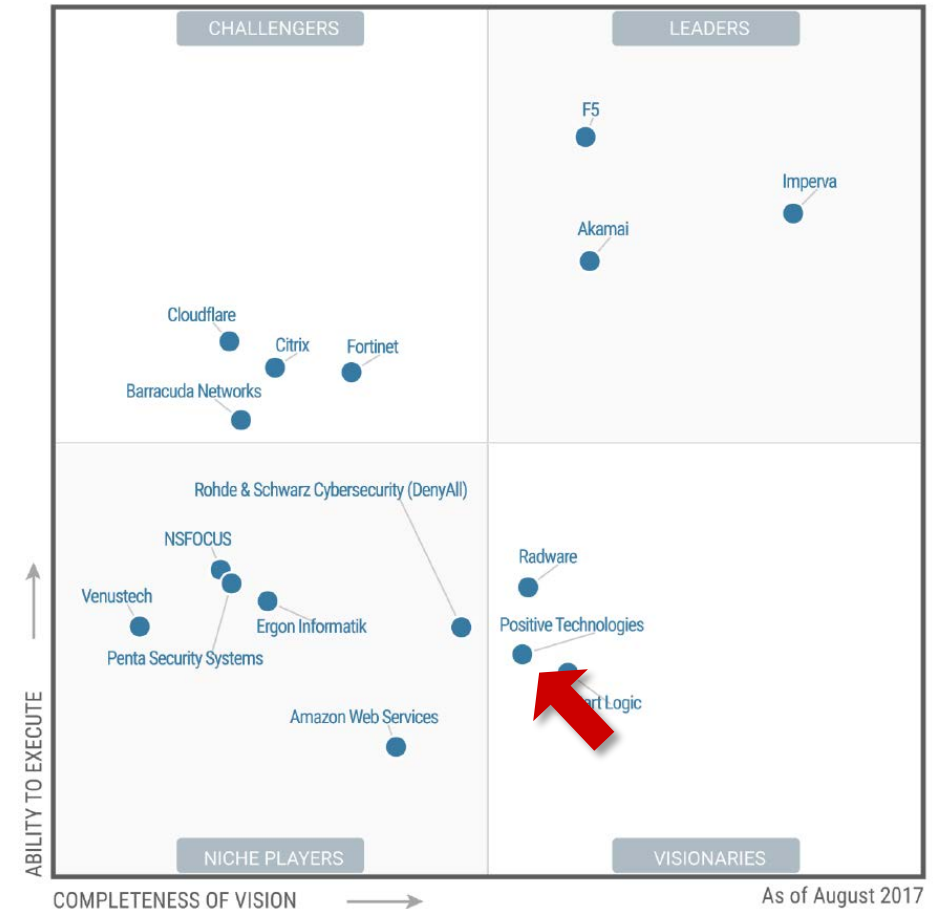 CHALLENGERS
LEADERS
F5
Imperva
Akamai
Cloudflare
Citrix
Fortinet
Barracuda Networks
Rohde & Schwarz Cybersecurity (DenyAll)
NSFOCUS
Radware
Venustech
Positive Technologies
Ergon Informatik
Penta Security Systems
Logic
Amazon Web Services
ABILITY TO EXECUTE
NICHE PLAYERS
VISIONARIES
COMPLETENESS OF VISION
As of August 2017